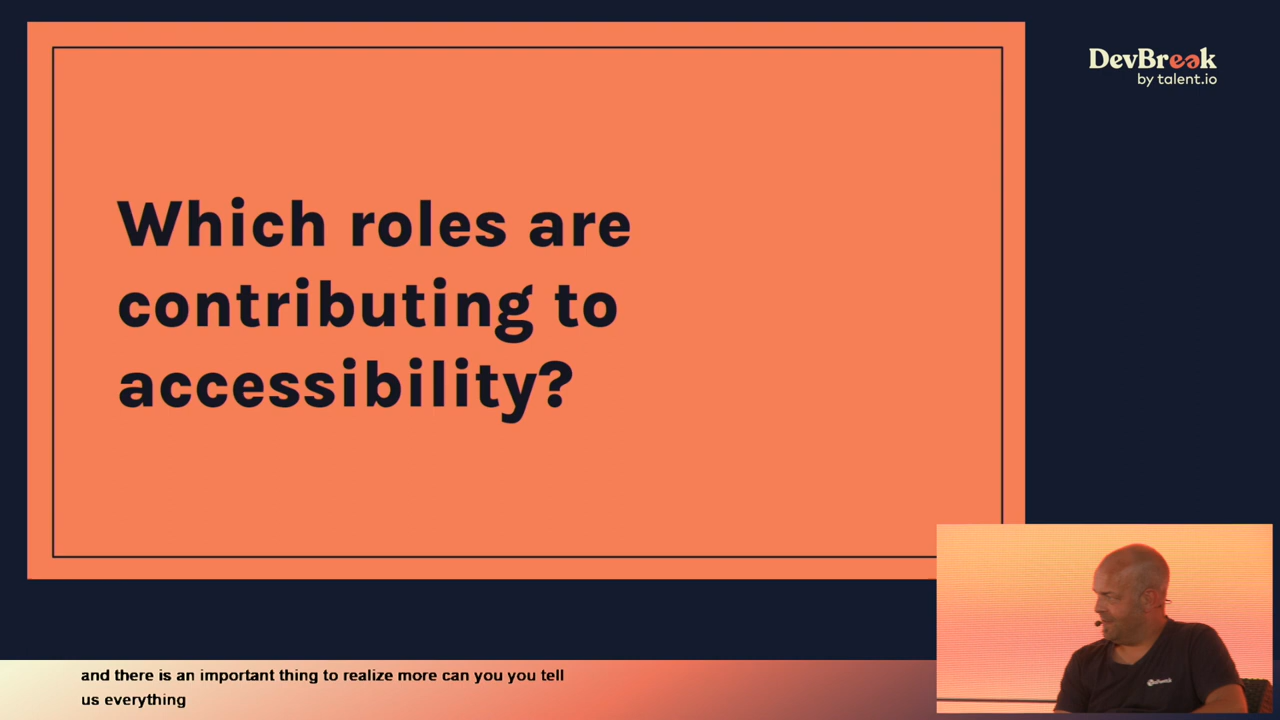 DevBreak
by talent.io
Which roles are
contributing to
accessibility?
and there is an important thing to realize more can you you tell
us everything